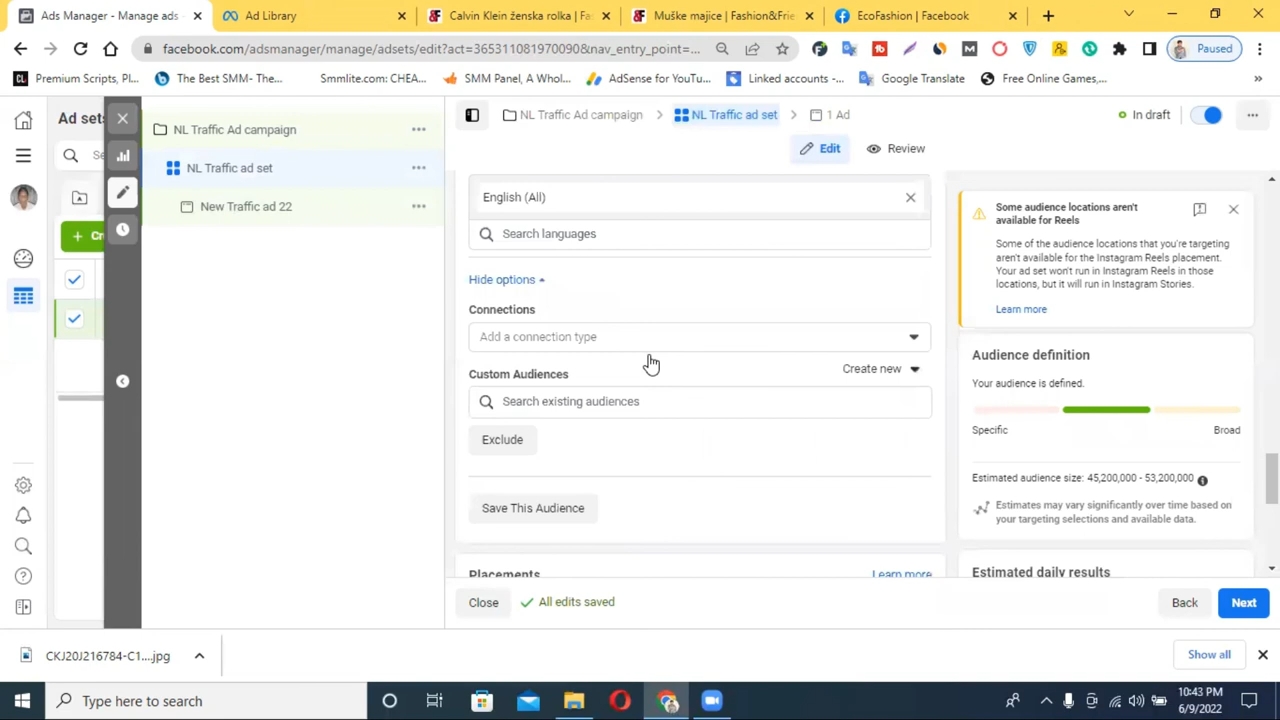 Ads Manager - Manage ads
Ad Library
Calvin Klein ženska rolka | Fas
Muške majice | Fashion&Frie
EcoFashion | Facebook
facebook.com/adsmanager/manage/adsets/edit?act=365311081970090&nav_entry_point=...
Paused
Premium Scripts, Pl...
The Best SMM- The...
Smmlite.com: CHEA...
SMM Panel, A Whol...
AdSense for YouTu...
Linked accounts -...
Google Translate
Free Online Games,...
Ad sets
NL Traffic Ad campaign
NL Traffic ad set
New Traffic ad 22
NL Traffic Ad campaign
NL Traffic ad set
1 Ad
In draft
Edit
Review
English (All)
Search languages
Hide options
Connections
Add a connection type
Custom Audiences
Create new
Search existing audiences
Exclude
Save This Audience
Placements
Learn more
Some audience locations aren't
available for Reels
Some of the audience locations that you're targeting
aren't available for the Instagram Reels placement.
Your ad set won't run in Instagram Reels in those
locations, but it will run in Instagram Stories.
Learn more
Audience definition
Your audience is defined.
Specific
Broad
Estimated audience size: 45,200,000 - 53,200,000
Estimates may vary significantly over time based on
your targeting selections and available data.
Estimated daily results
Close
All edits saved
Back
Next
CKJ20J216784-C1....jpg
Show all
Type here to search
10:43 PM
6/9/2022